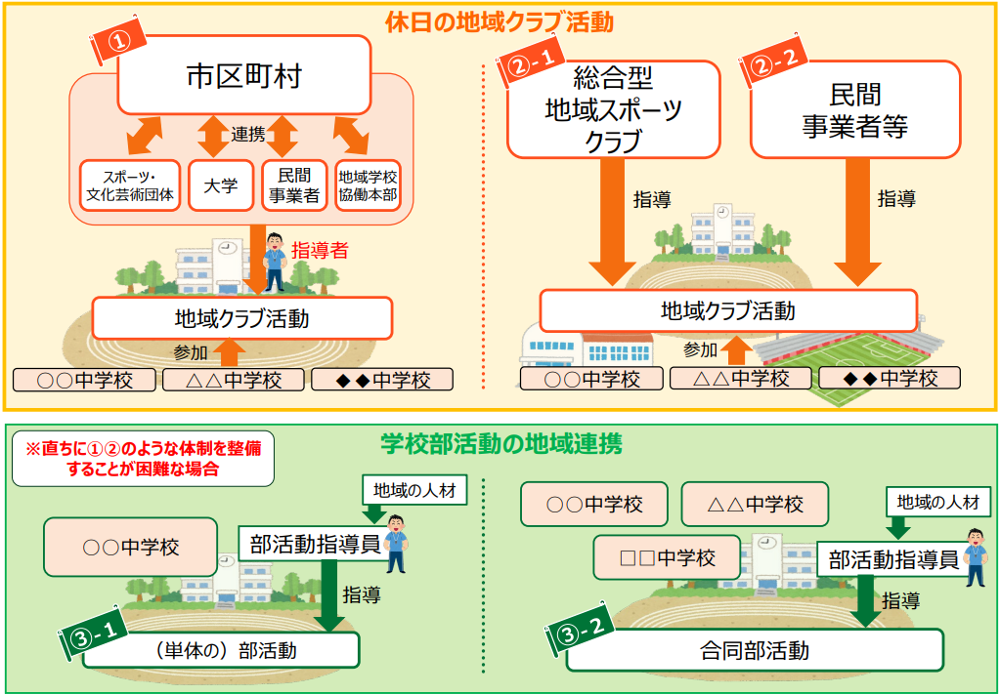 休日の地域クラブ活動
①
市区町村
連携
スポーツ・
文化芸術団体
大学
民間
事業者
地域学校
協働本部
指導者
地域クラブ活動
参加
○○中学校
△△中学校
◆◆中学校
②-1
総合型
地域スポーツ
クラブ
②-2
民間
事業者等
指導
指導
地域クラブ活動
参加
○○中学校
△△中学校
◆◆中学校
学校部活動の地域連携
※直ちに①②のような体制を整備
することが困難な場合
地域の人材
○○中学校
部活動指導員
指導
③-1
（単体の）部活動
○○中学校
△△中学校
地域の人材
□□中学校
部活動指導員
指導
③-2
合同部活動